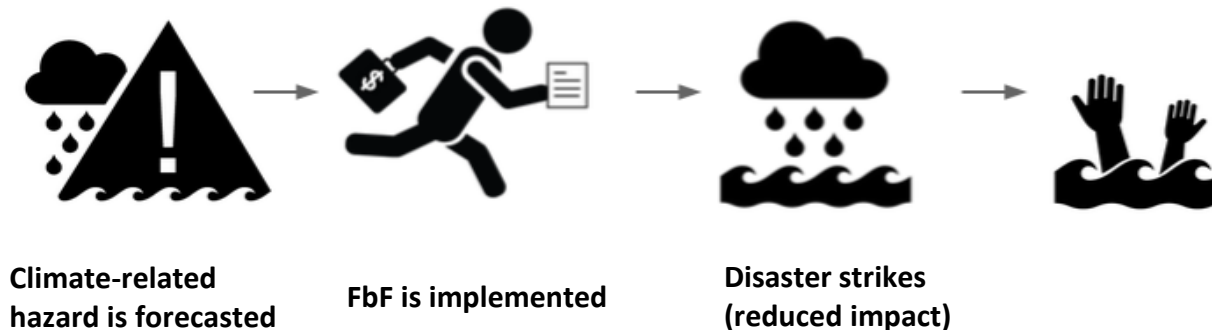 !
$
Climate-related
hazard is forecasted
FbF is implemented
Disaster strikes
(reduced impact)